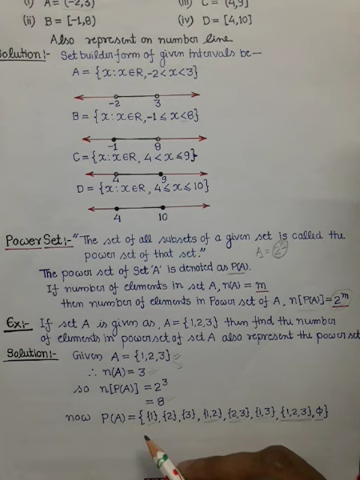 (i) A = (-2,3) (iii) C = (4,9]
(ii) B = [-1,8) (iv) D = [4,10]
Also represent on number line
Solution:- Set builder form of given intervals be—
A = {x: x∈R, -2 < x < 3}
-2 3
B = {x: x∈R, -1 ≤ x < 8}
-1 8
C = {x: x∈R, 4 < x ≤ 9}
4 9
D = {x: x∈R, 4 ≤ x ≤ 10}
4 10
Power Set:- "The set of all subsets of a given set is called the
power set of that set."
The power set of Set 'A' is denoted as P(A).
If number of elements in set A, n(A) = m
then number of elements in Power set of A, n[P(A)] = 2^m
Ex:- If set A is given as, A = {1,2,3} then find the number
of elements in power set of set A also represent the power set
Solution:- Given A = {1,2,3}
∴ n(A) = 3
so n[P(A)] = 2^3
= 8
now P(A) = {{1}, {2}, {3}, {1,2}, {2,3}, {1,3}, {1,2,3}, Φ}